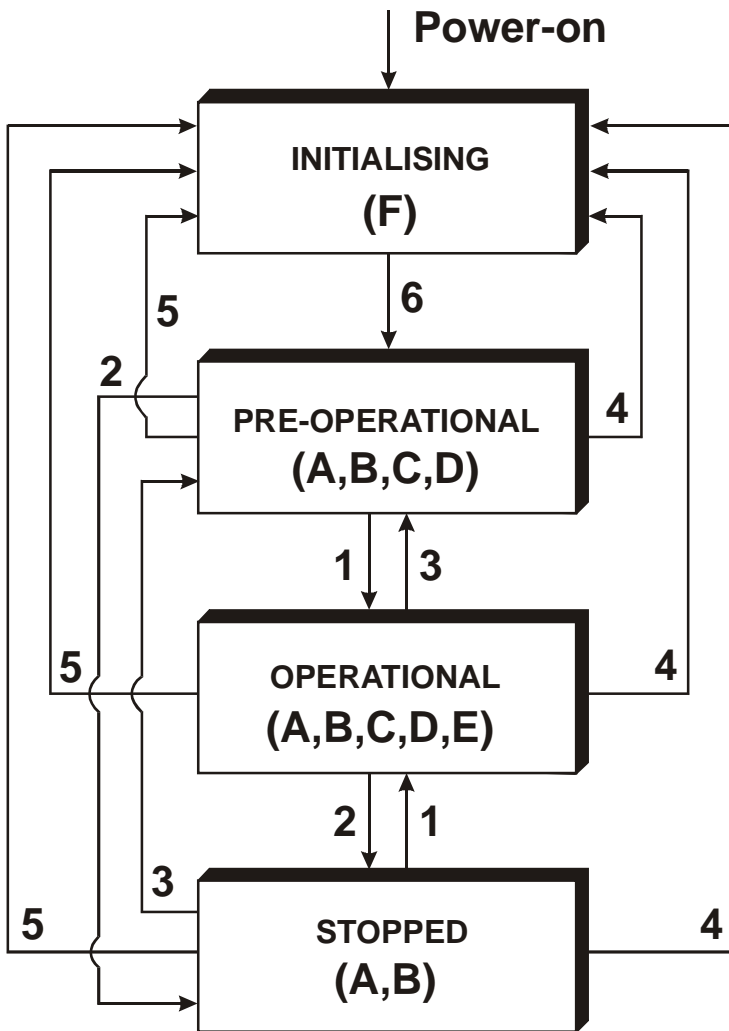 Power-on
INITIALISING
(F)
6
5
2
PRE-OPERATIONAL
(A,B,C,D)
4
1
3
5
OPERATIONAL
(A,B,C,D,E)
4
2
1
3
5
STOPPED
(A,B)
4